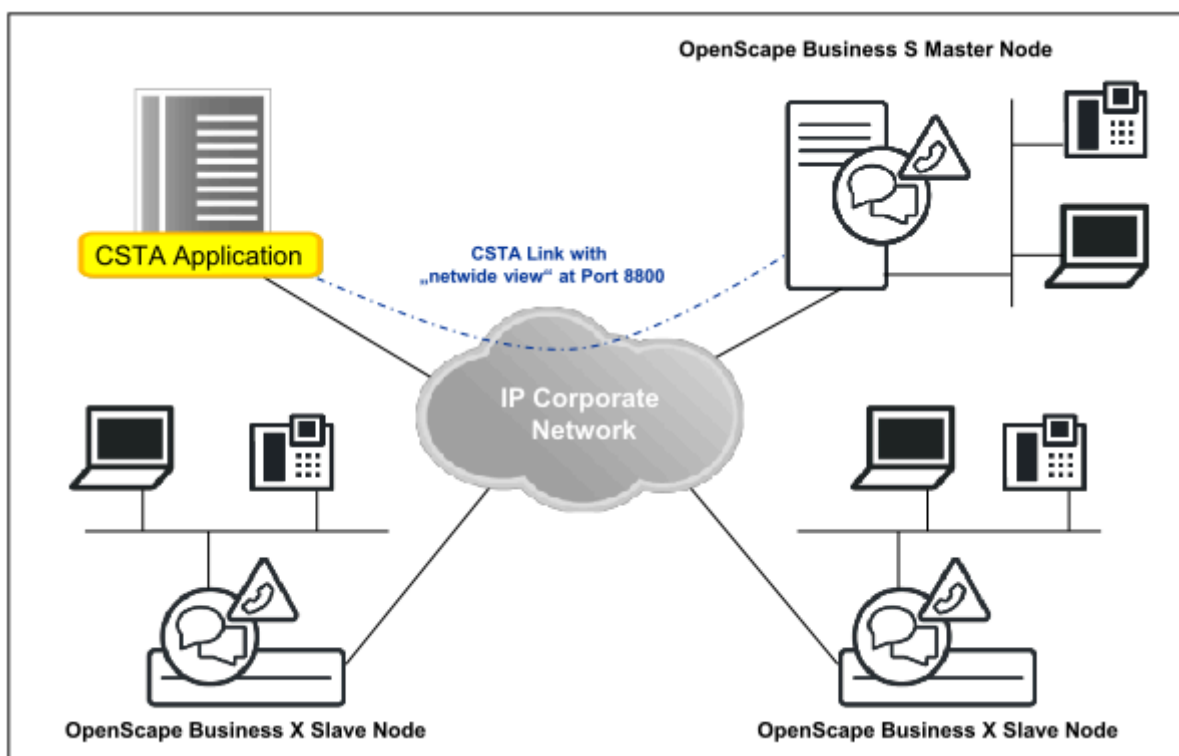 OpenScape Business S Master Node
CSTA Application
CSTA Link with
„netwide view“ at Port 8800
IP Corporate
Network
OpenScape Business X Slave Node
OpenScape Business X Slave Node